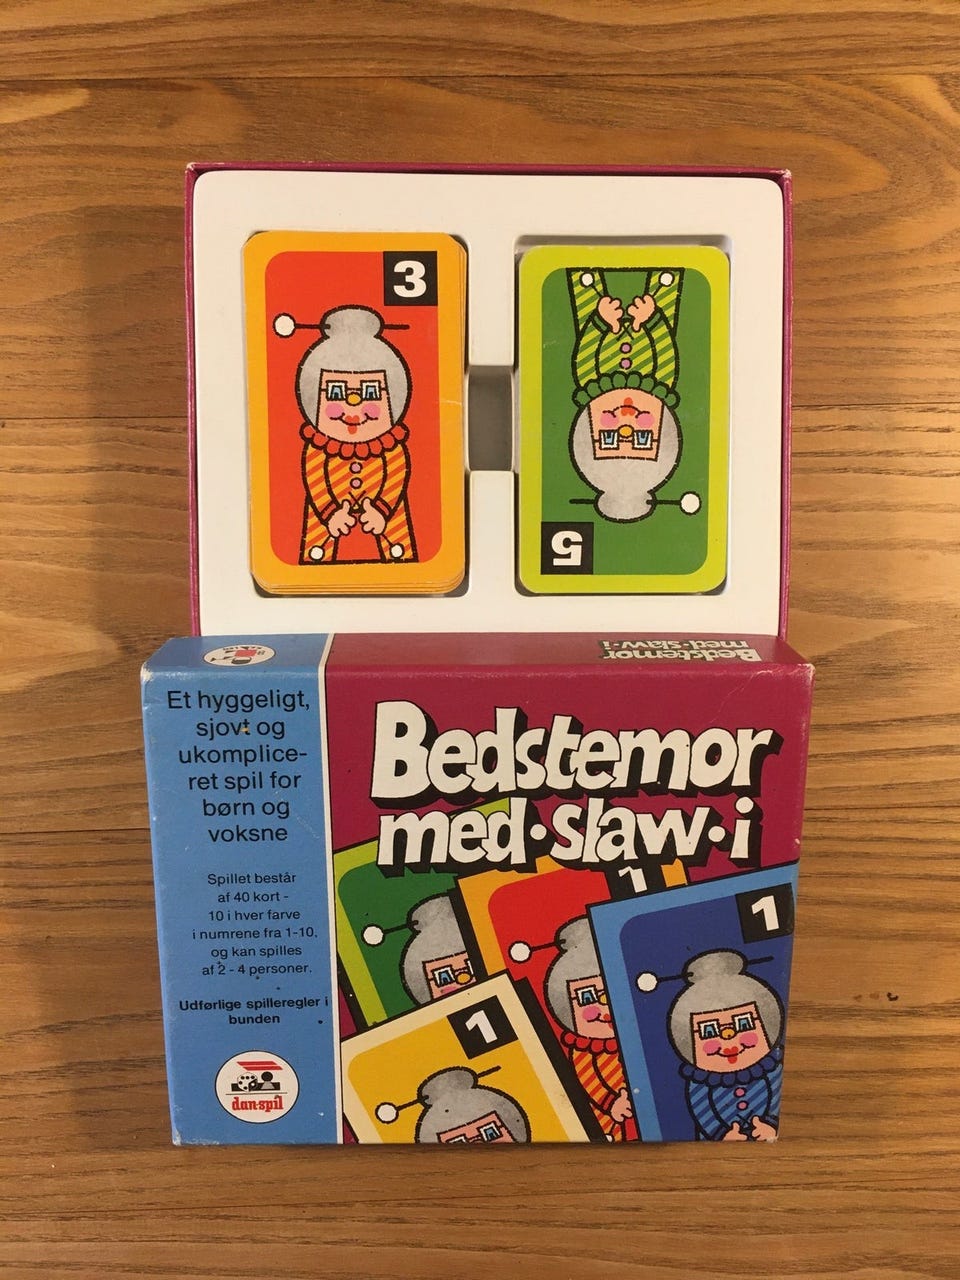 3
5
Bedstemor
med·slaw·i
Et hyggeligt,
sjovt og
ukomplice-
ret spil for
børn og
voksne
Spillet består
af 40 kort -
10 i hver farve
i numrene fra 1-10,
og kan spilles
af 2 - 4 personer.
Udførlige spilleregler i
bunden
dan-spil
Bedstemor
med·slaw·i
1
1
1